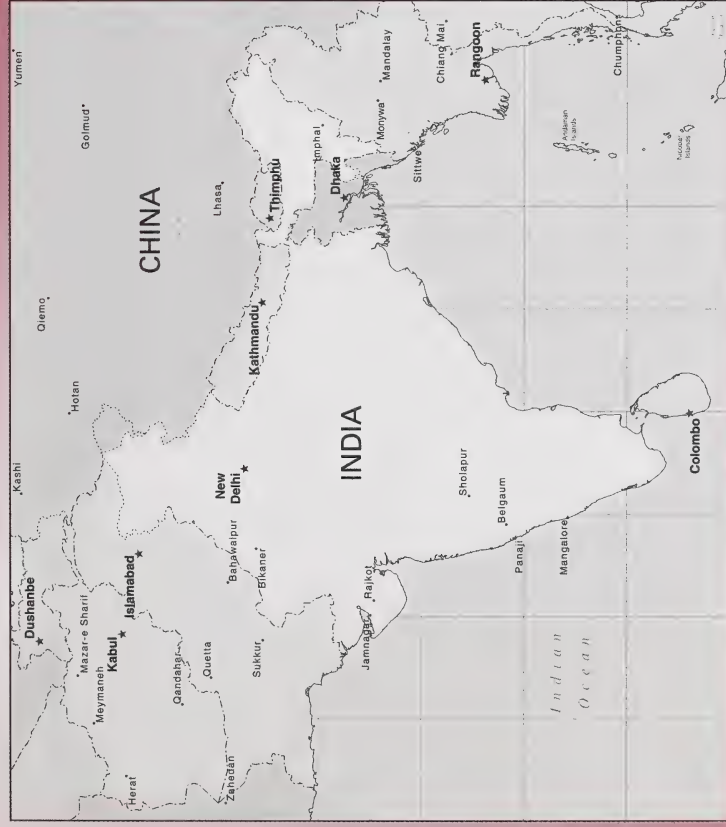 Yumen
Kashi
Qiemo
Golmud
Hotan
Dushanbe
CHINA
Mazar-e Sharif
Meymaneh
Kabul
Islamabad
Herat
Lhasa
Qandahar
Quetta
New
Delhi
Thimphu
Bahawalpur
Zahedan
Kathmandu
Bikaner
Sukkur
Imphal
Dhaka
INDIA
Mandalay
Monywa
Jamnagar
Rajkot
Sittwe
Chiang Mai
Sholapur
Rangoon
Belgaum
Panaji
Mangalore
Andaman
Islands
Chumphon
Indian
Ocean
Nicobar
Islands
Colombo